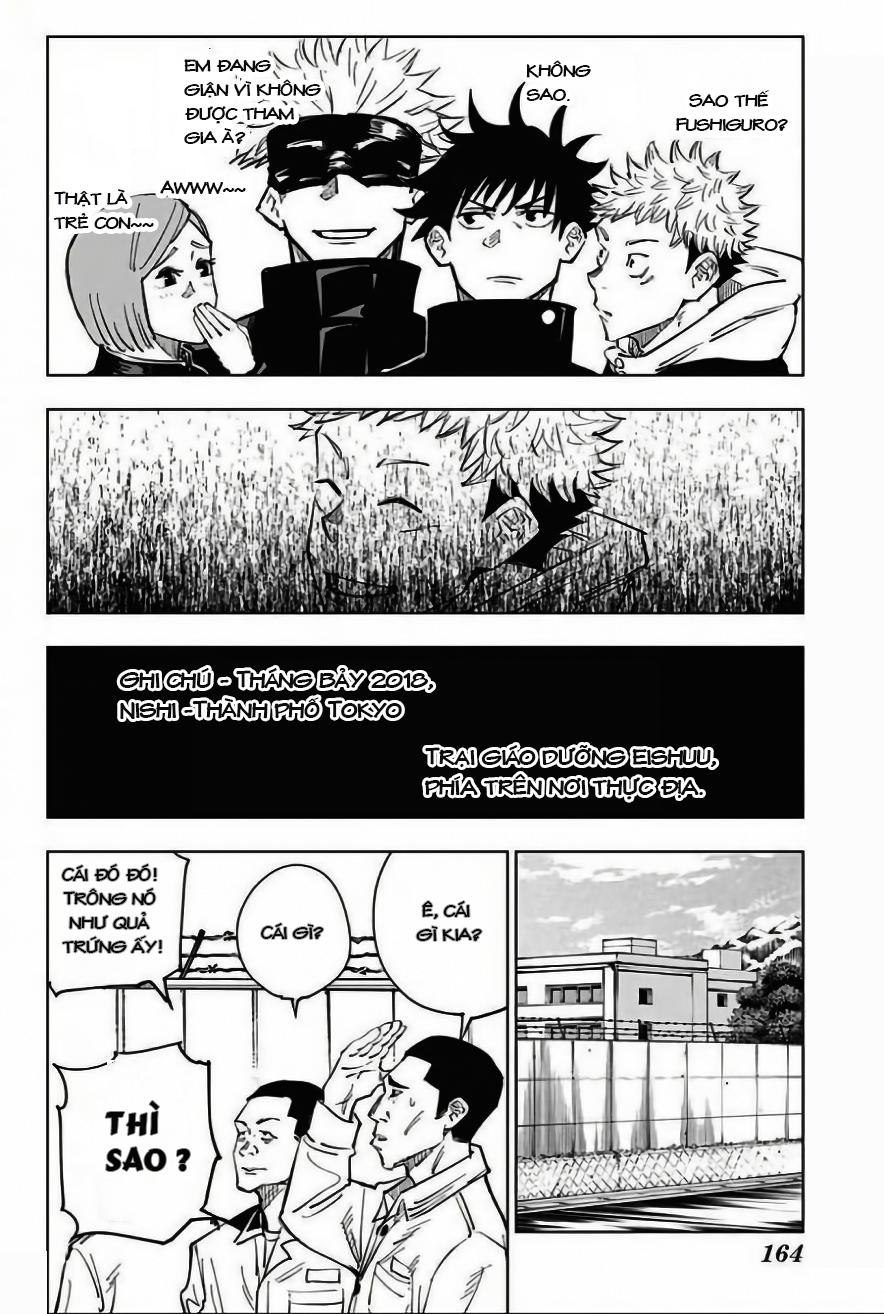 SAO THẾ
FUSHIGURO?
KHÔNG
SAO.
EM ĐANG
GIẬN VÌ KHÔNG
ĐƯỢC THAM
GIA À?
AWWW~~
THẬT LÀ
TRẺ CON~~
GHI CHÚ - THÁNG BẢY 2018,
NISHI -THÀNH PHỐ TOKYO
TRẠI GIÁO DƯỠNG EISHUU,
PHÍA TRÊN NƠI THỰC ĐỊA.
Ê, CÁI
GÌ KIA?
CÁI GÌ?
CÁI ĐÓ ĐÓ!
TRÔNG NÓ
NHƯ QUẢ
TRỨNG ẤY!
THÌ
SAO ?
164